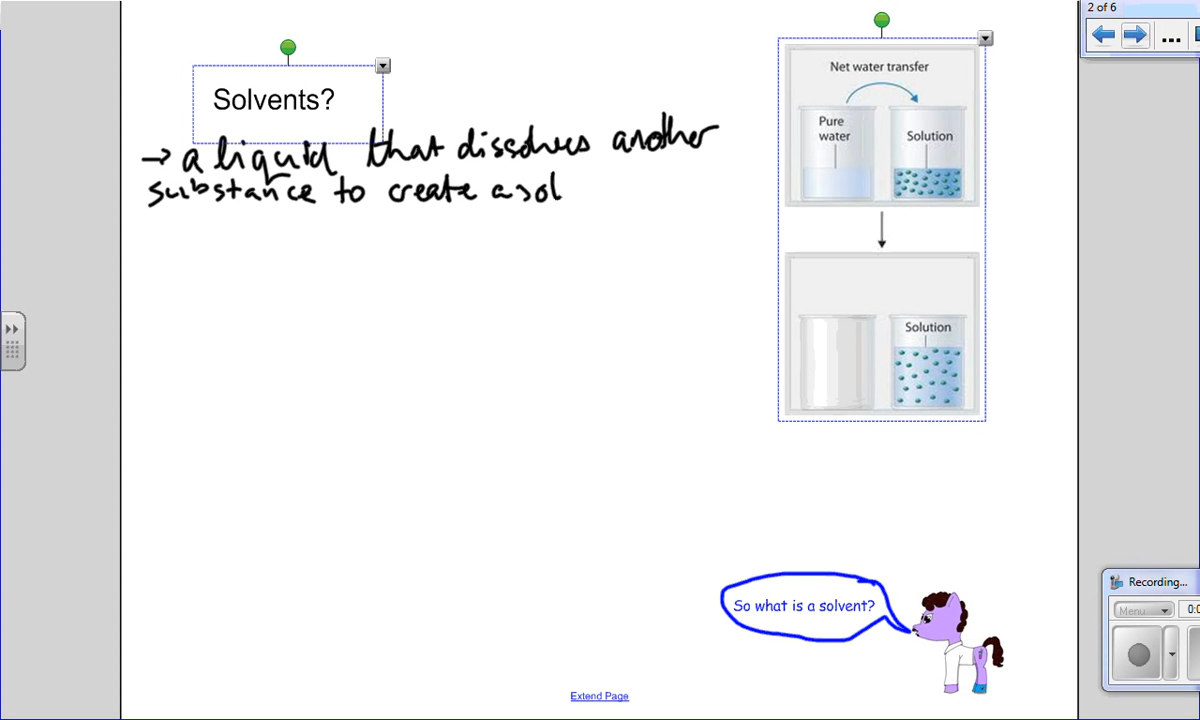 2 of 6
Solvents?
→ a liquid that dissolves another
substance to create a sol
Net water transfer
Pure
water
Solution
Solution
So what is a solvent?
Extend Page
Recording...
Menu